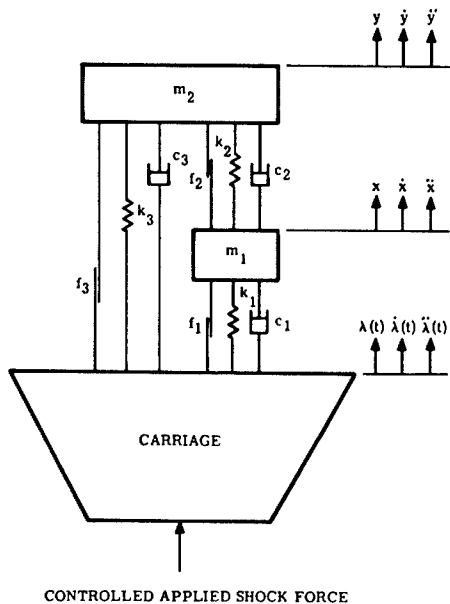 y ẏ ÿ
m₂
c₃
k₂
f₂
c₂
k₃
x ẋ ẍ
m₁
f₃
k₁
f₁
c₁
λ(t) λ̇(t) λ̈(t)
CARRIAGE
CONTROLLED APPLIED SHOCK FORCE